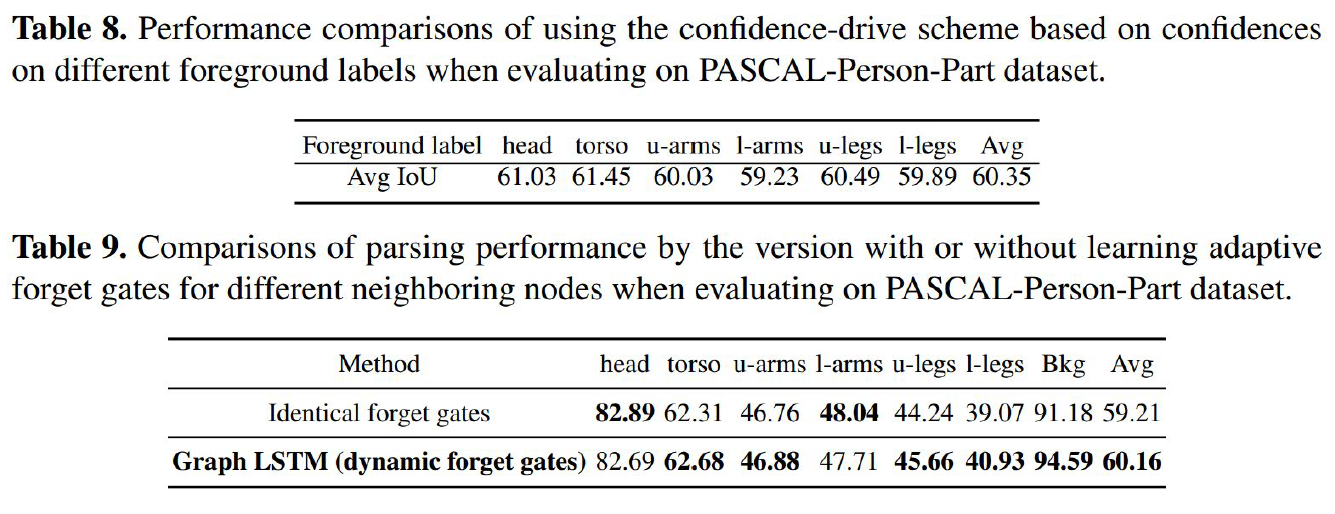 Table 8. Performance comparisons of using the confidence-drive scheme based on confidences
on different foreground labels when evaluating on PASCAL-Person-Part dataset.
Foreground label head torso u-arms l-arms u-legs l-legs Avg
Avg IoU 61.03 61.45 60.03 59.23 60.49 59.89 60.35
Table 9. Comparisons of parsing performance by the version with or without learning adaptive
forget gates for different neighboring nodes when evaluating on PASCAL-Person-Part dataset.
Method head torso u-arms l-arms u-legs l-legs Bkg Avg
Identical forget gates 82.89 62.31 46.76 48.04 44.24 39.07 91.18 59.21
Graph LSTM (dynamic forget gates) 82.69 62.68 46.88 47.71 45.66 40.93 94.59 60.16